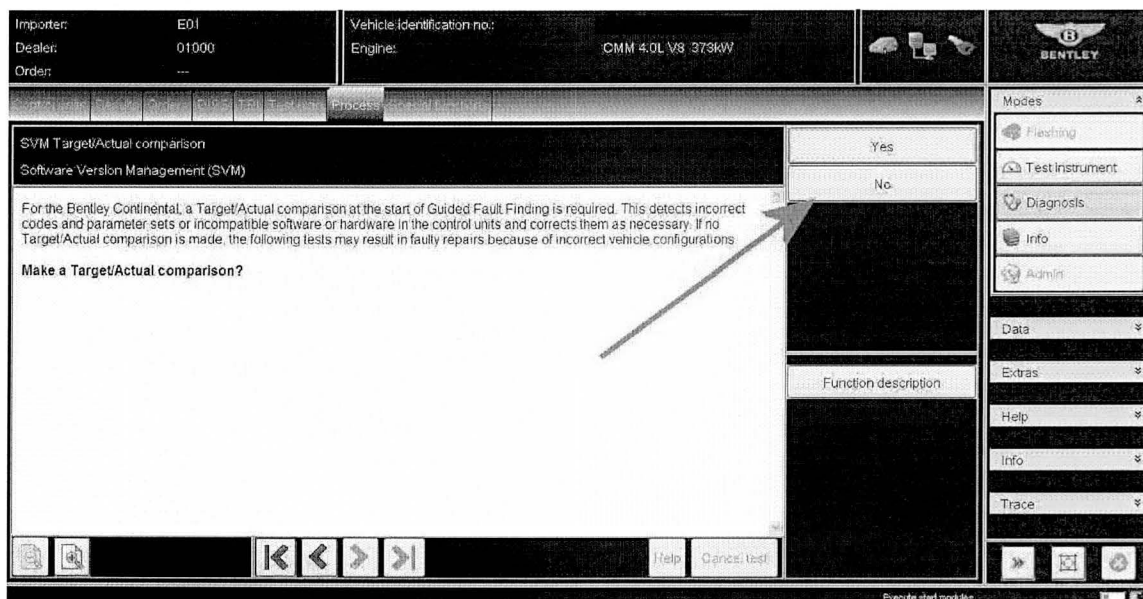 Importer: E01
Dealer: 01000
Order: ---
Vehicle identification no.:
Engine: CMM 4.0L V8 373kW
BENTLEY
Process
SVM Target/Actual comparison
Software Version Management (SVM)
For the Bentley Continental, a Target/Actual comparison at the start of Guided Fault Finding is required. This detects incorrect
codes and parameter sets or incompatible software or hardware in the control units and corrects them as necessary. If no
Target/Actual comparison is made, the following tests may result in faulty repairs because of incorrect vehicle configurations
Make a Target/Actual comparison?
Yes
No
Function description
Help
Cancel test
Modes
Flashing
Test Instrument
Diagnosis
Info
Admin
Data
Extras
Help
Info
Trace
Execute start modules